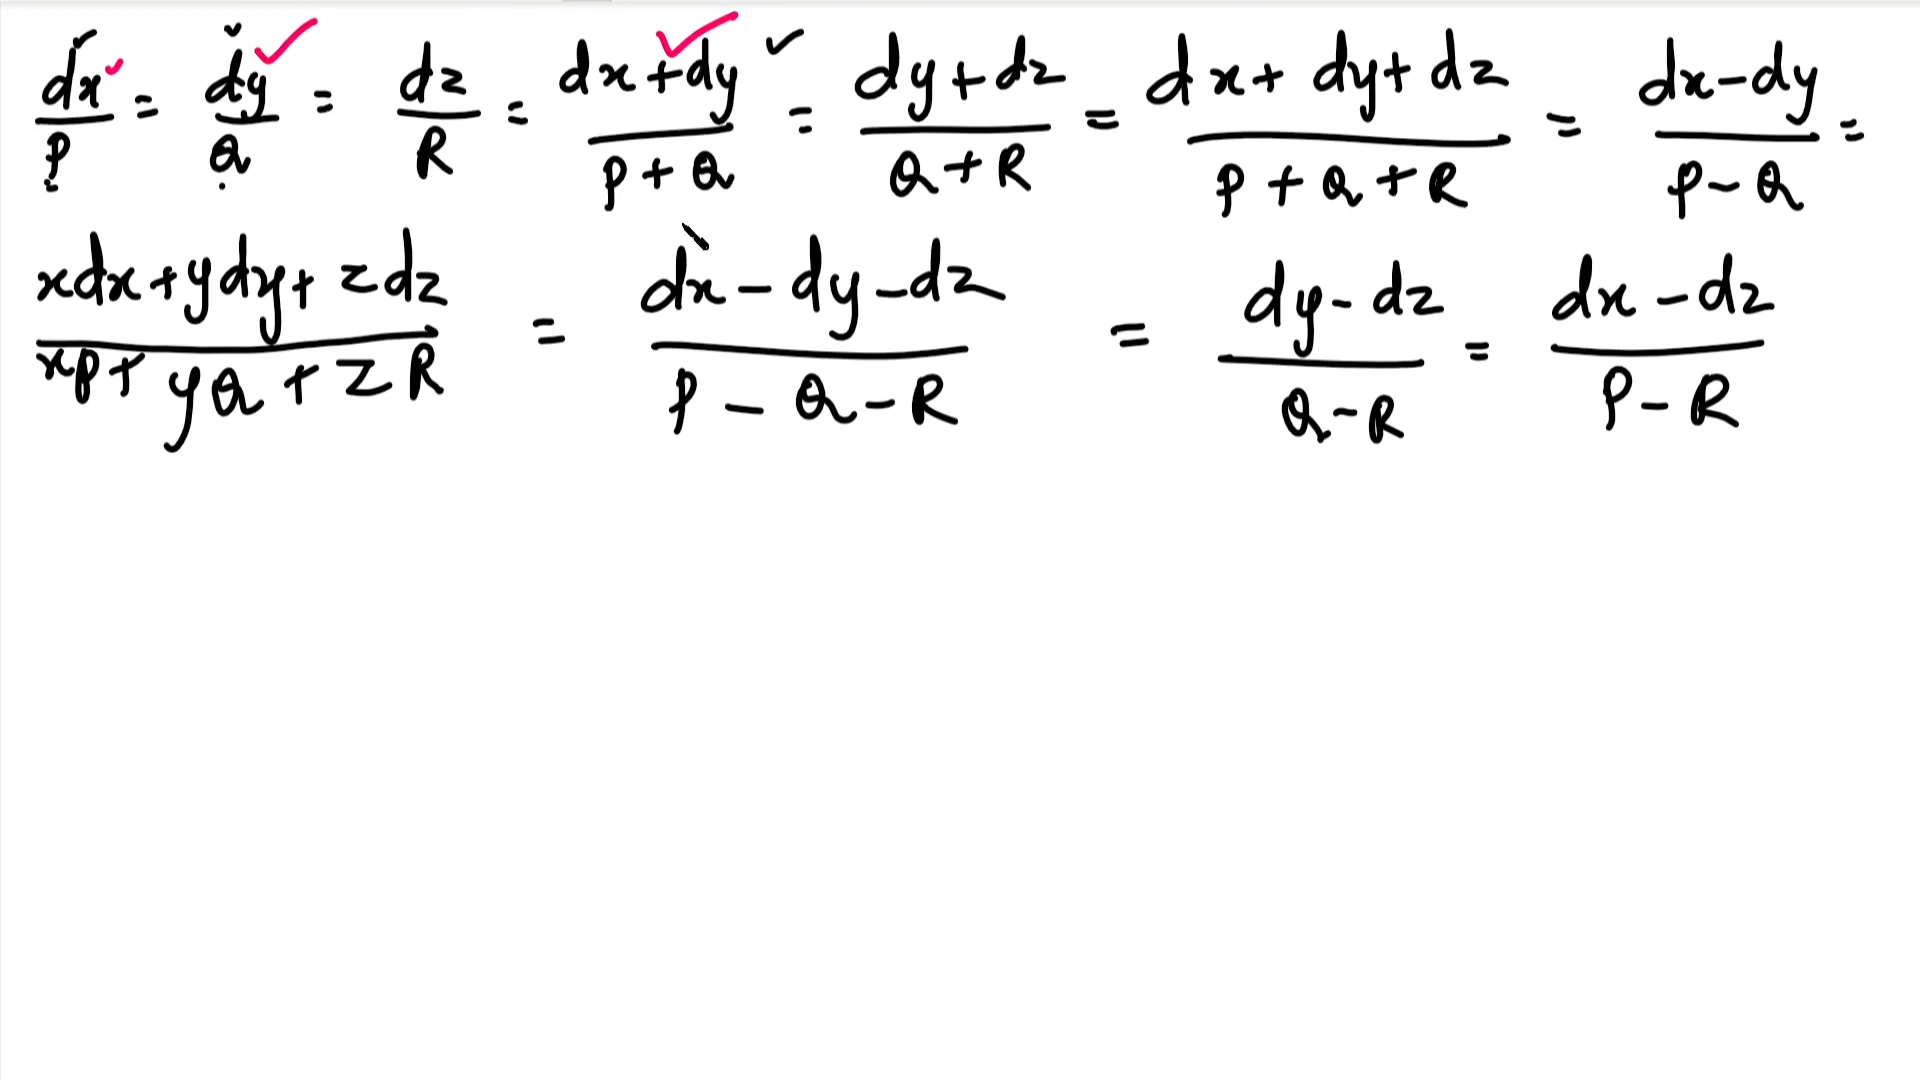 dx/P = dy/Q = dz/R = dx+dy/P+Q = dy+dz/Q+R = dx+dy+dz/P+Q+R = dx-dy/P-Q =
xdx+ydy+zdz/xP+yQ+zR = dx-dy-dz/P-Q-R = dy-dz/Q-R = dx-dz/P-R